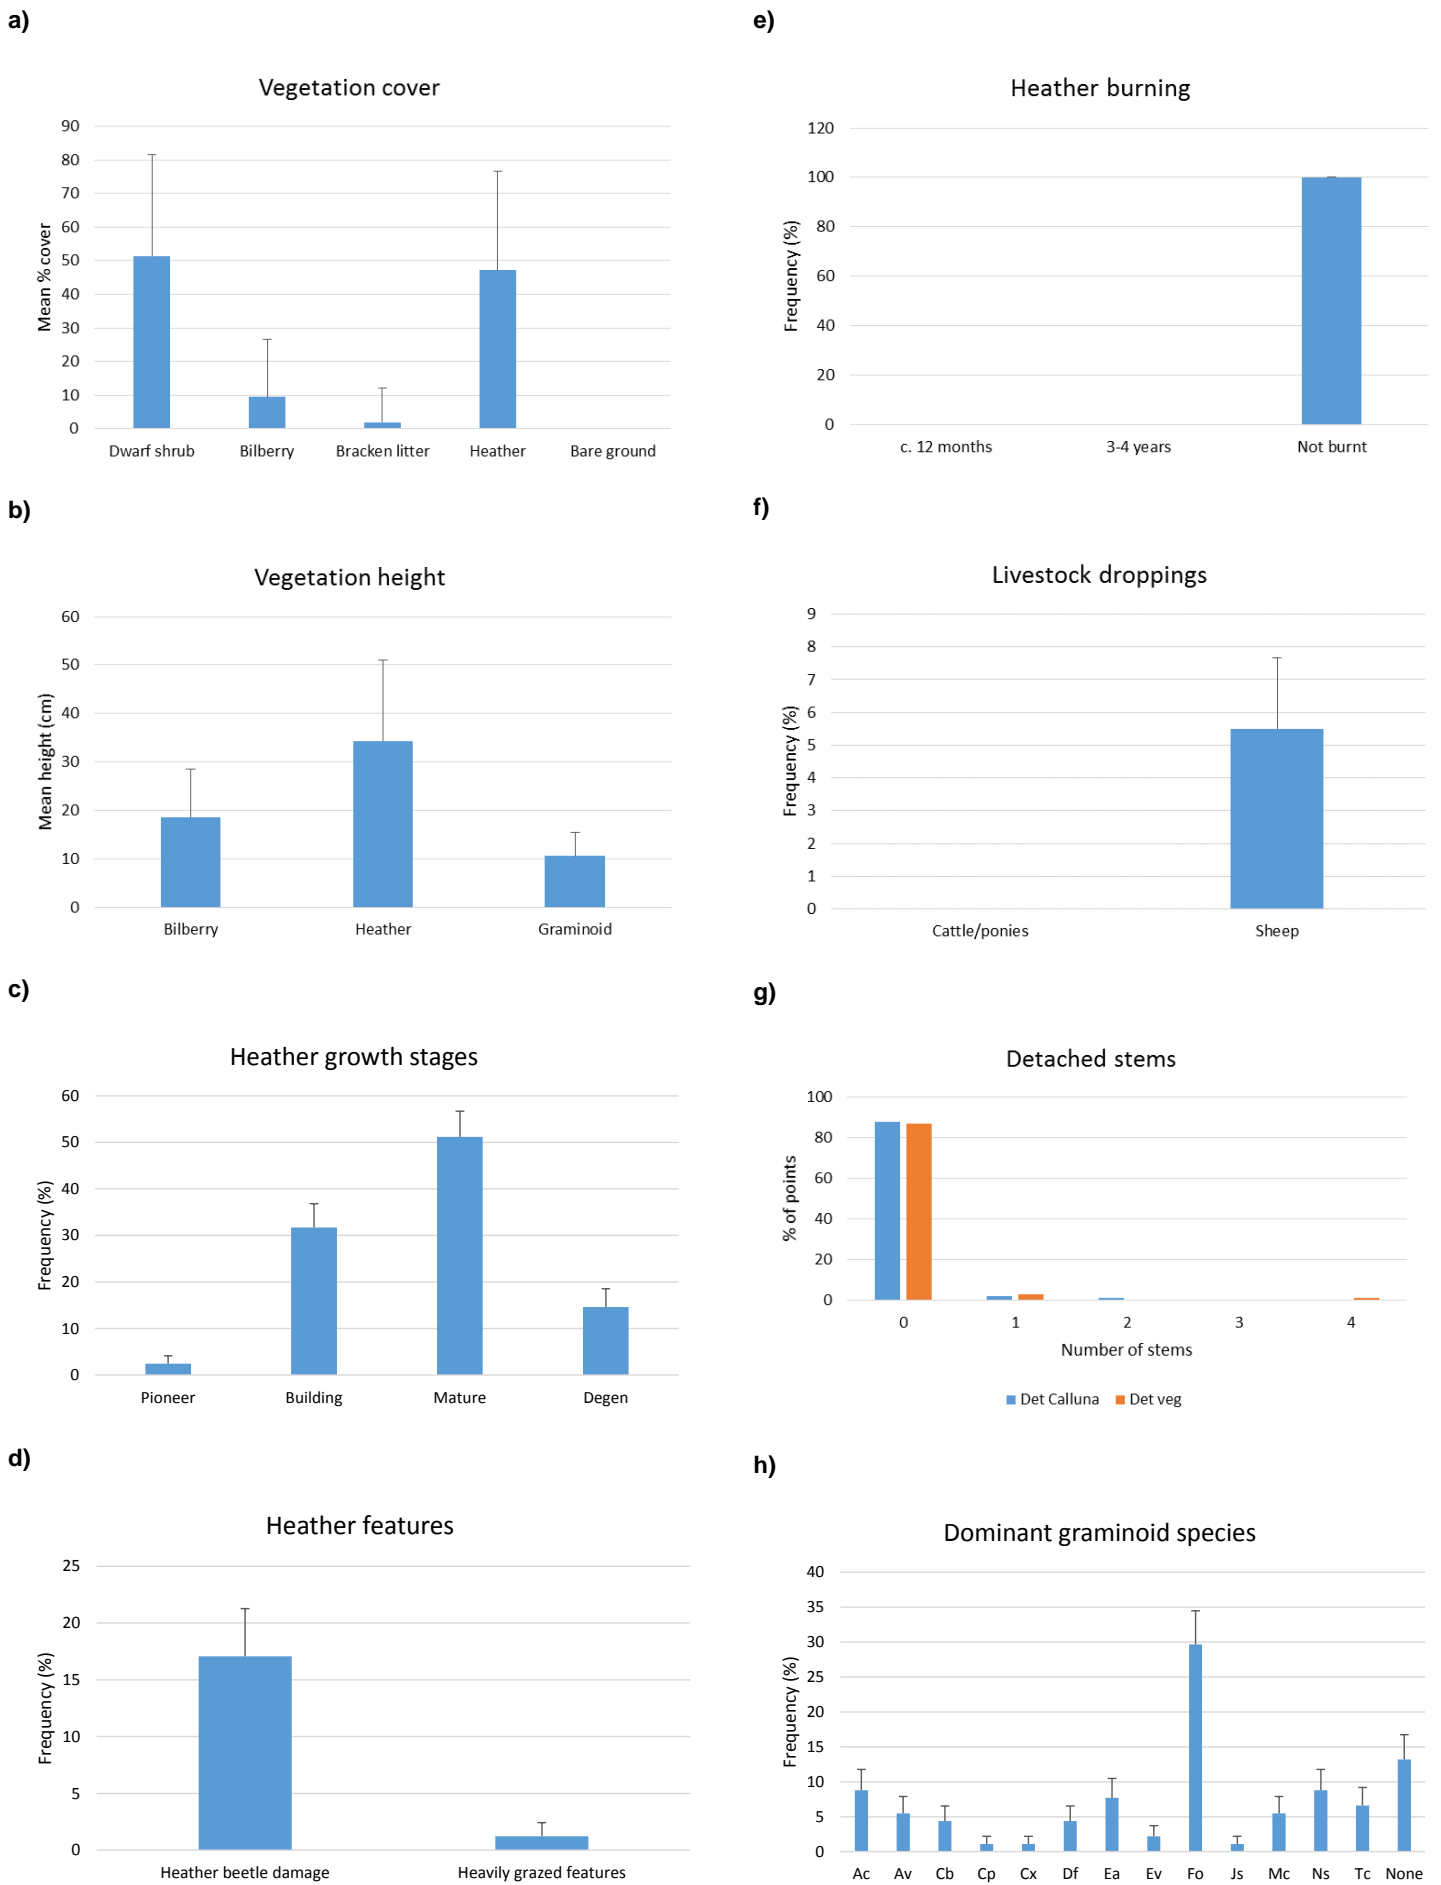 a)
Vegetation cover
Mean % cover
90
80
70
60
50
40
30
20
10
0
Dwarf shrub Bilberry Bracken litter Heather Bare ground
b)
Vegetation height
Mean height (cm)
60
50
40
30
20
10
0
Bilberry Heather Graminoid
c)
Heather growth stages
Frequency (%)
60
50
40
30
20
10
0
Pioneer Building Mature Degen
d)
Heather features
Frequency (%)
25
20
15
10
5
0
Heather beetle damage Heavily grazed features
e)
Heather burning
Frequency (%)
120
100
80
60
40
20
0
c. 12 months 3-4 years Not burnt
f)
Livestock droppings
Frequency (%)
9
8
7
6
5
4
3
2
1
0
Cattle/ponies Sheep
g)
Detached stems
% of points
100
80
60
40
20
0
0 1 2 3 4
Number of stems
Det Calluna Det veg
h)
Dominant graminoid species
Frequency (%)
40
35
30
25
20
15
10
5
0
Ac Av Cb Cp Cx Df Ea Ev Fo Js Mc Ns Tc None